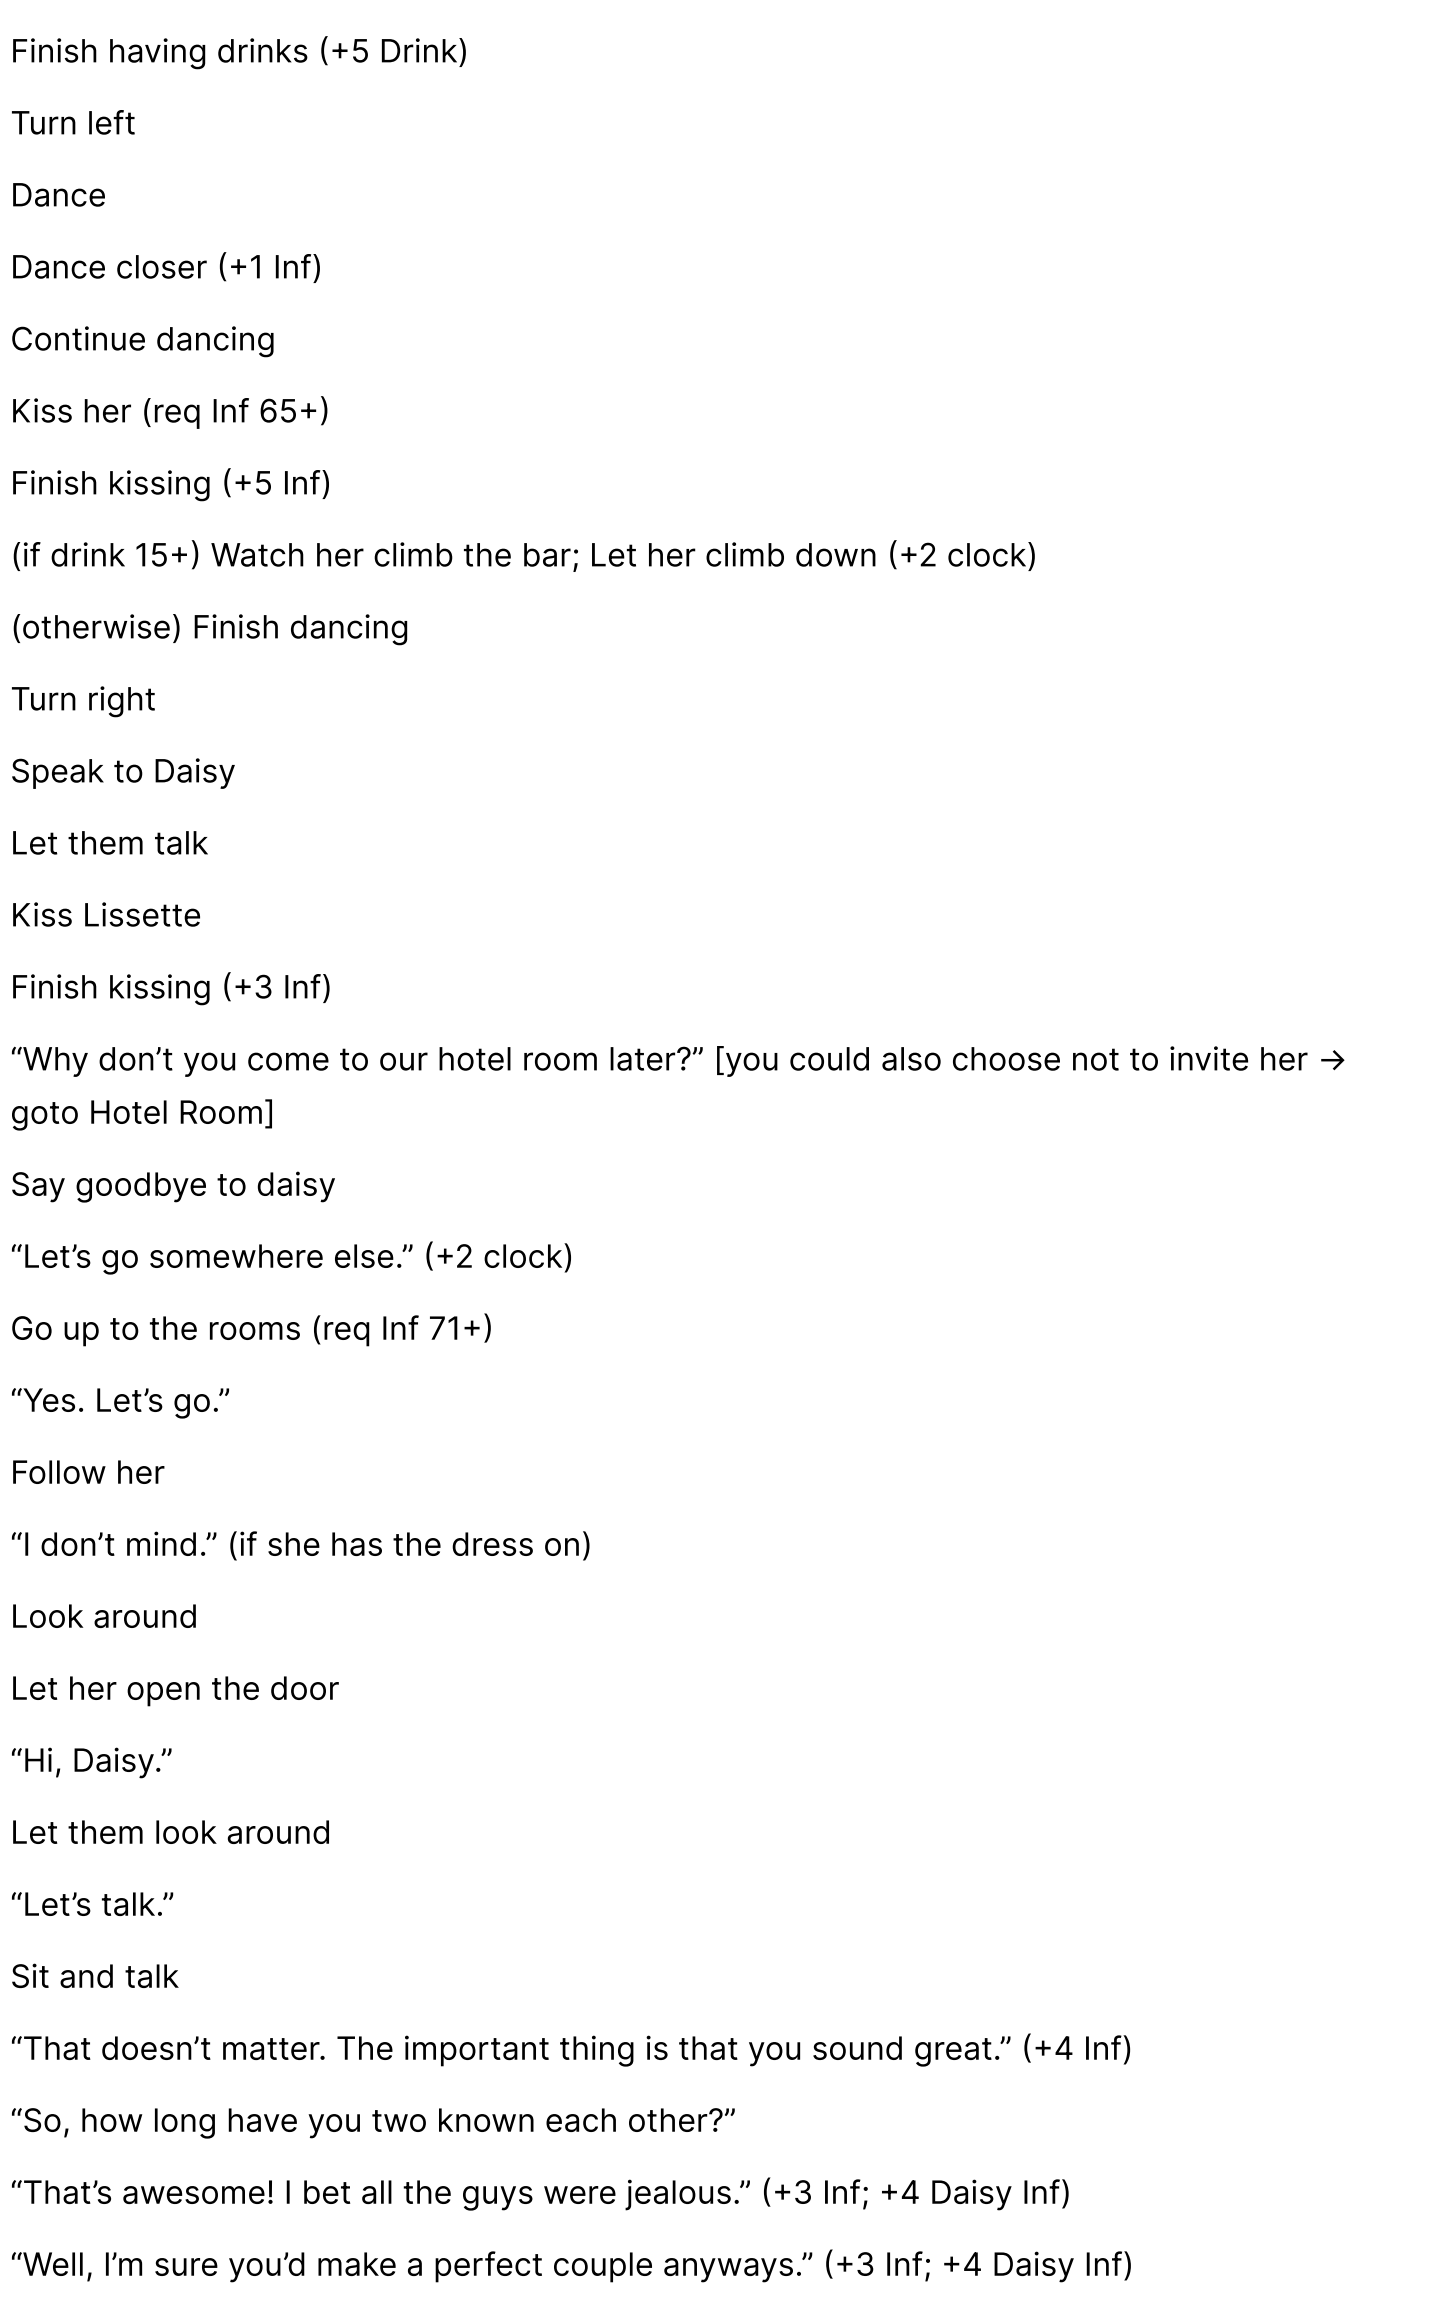 Finish having drinks (+5 Drink)
Turn left
Dance
Dance closer (+1 Inf)
Continue dancing
Kiss her (req Inf 65+)
Finish kissing (+5 Inf)
(if drink 15+) Watch her climb the bar; Let her climb down (+2 clock)
(otherwise) Finish dancing
Turn right
Speak to Daisy
Let them talk
Kiss Lissette
Finish kissing (+3 Inf)
“Why don’t you come to our hotel room later?” [you could also choose not to invite her →
goto Hotel Room]
Say goodbye to daisy
“Let’s go somewhere else.” (+2 clock)
Go up to the rooms (req Inf 71+)
“Yes. Let’s go.”
Follow her
“I don’t mind.” (if she has the dress on)
Look around
Let her open the door
“Hi, Daisy.”
Let them look around
“Let’s talk.”
Sit and talk
“That doesn’t matter. The important thing is that you sound great.” (+4 Inf)
“So, how long have you two known each other?”
“That’s awesome! I bet all the guys were jealous.” (+3 Inf; +4 Daisy Inf)
“Well, I’m sure you’d make a perfect couple anyways.” (+3 Inf; +4 Daisy Inf)